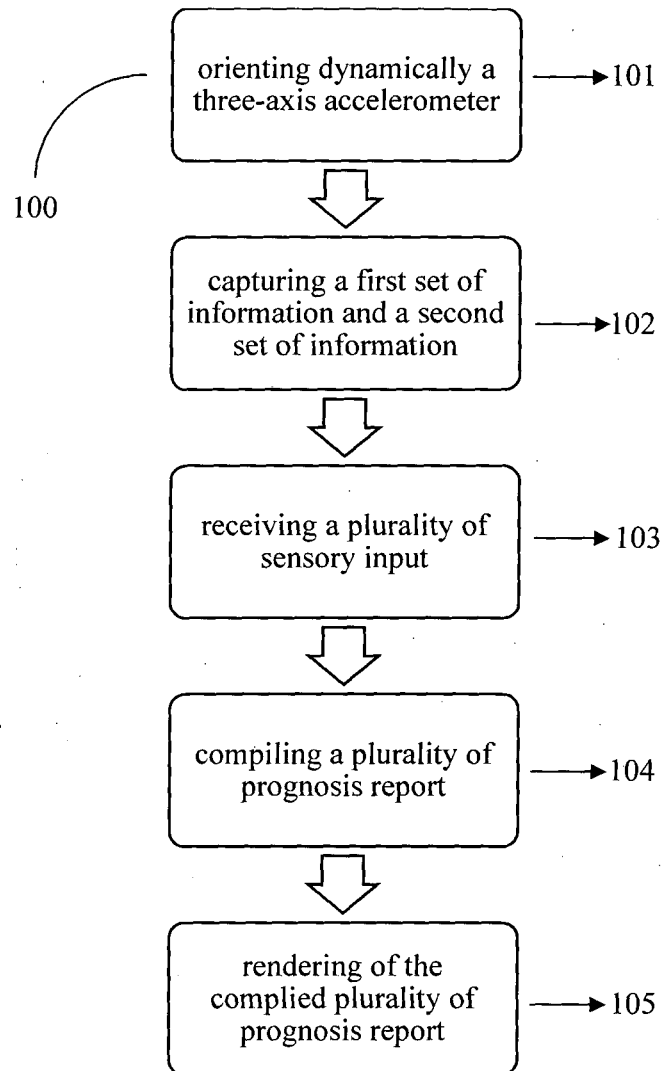 orienting dynamically a
three-axis accelerometer
101
100
capturing a first set of
information and a second
set of information
102
receiving a plurality of
sensory input
103
compiling a plurality of
prognosis report
104
rendering of the
complied plurality of
prognosis report
105